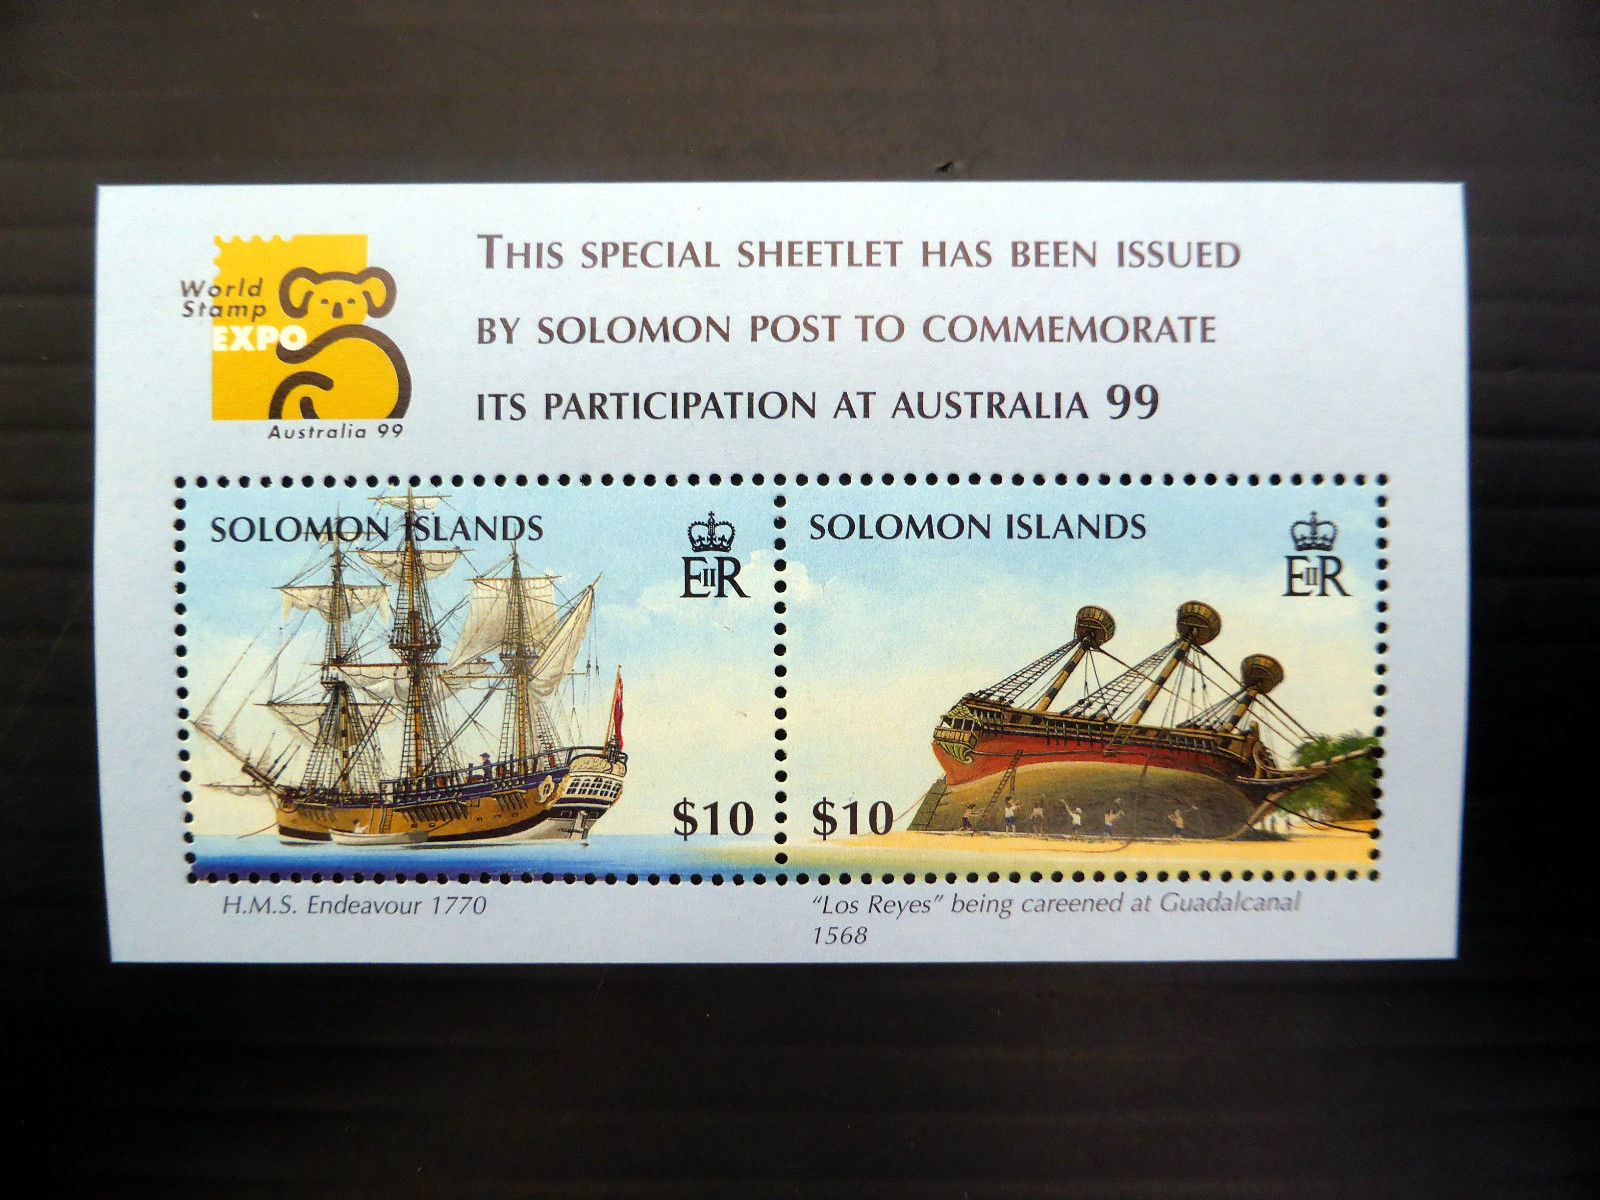 World
Stamp
EXPO
Australia 99
THIS SPECIAL SHEETLET HAS BEEN ISSUED
BY SOLOMON POST TO COMMEMORATE
ITS PARTICIPATION AT AUSTRALIA 99
SOLOMON ISLANDS
EIIR
$10
SOLOMON ISLANDS
EIIR
$10
H.M.S. Endeavour 1770
"Los Reyes" being careened at Guadalcanal
1568